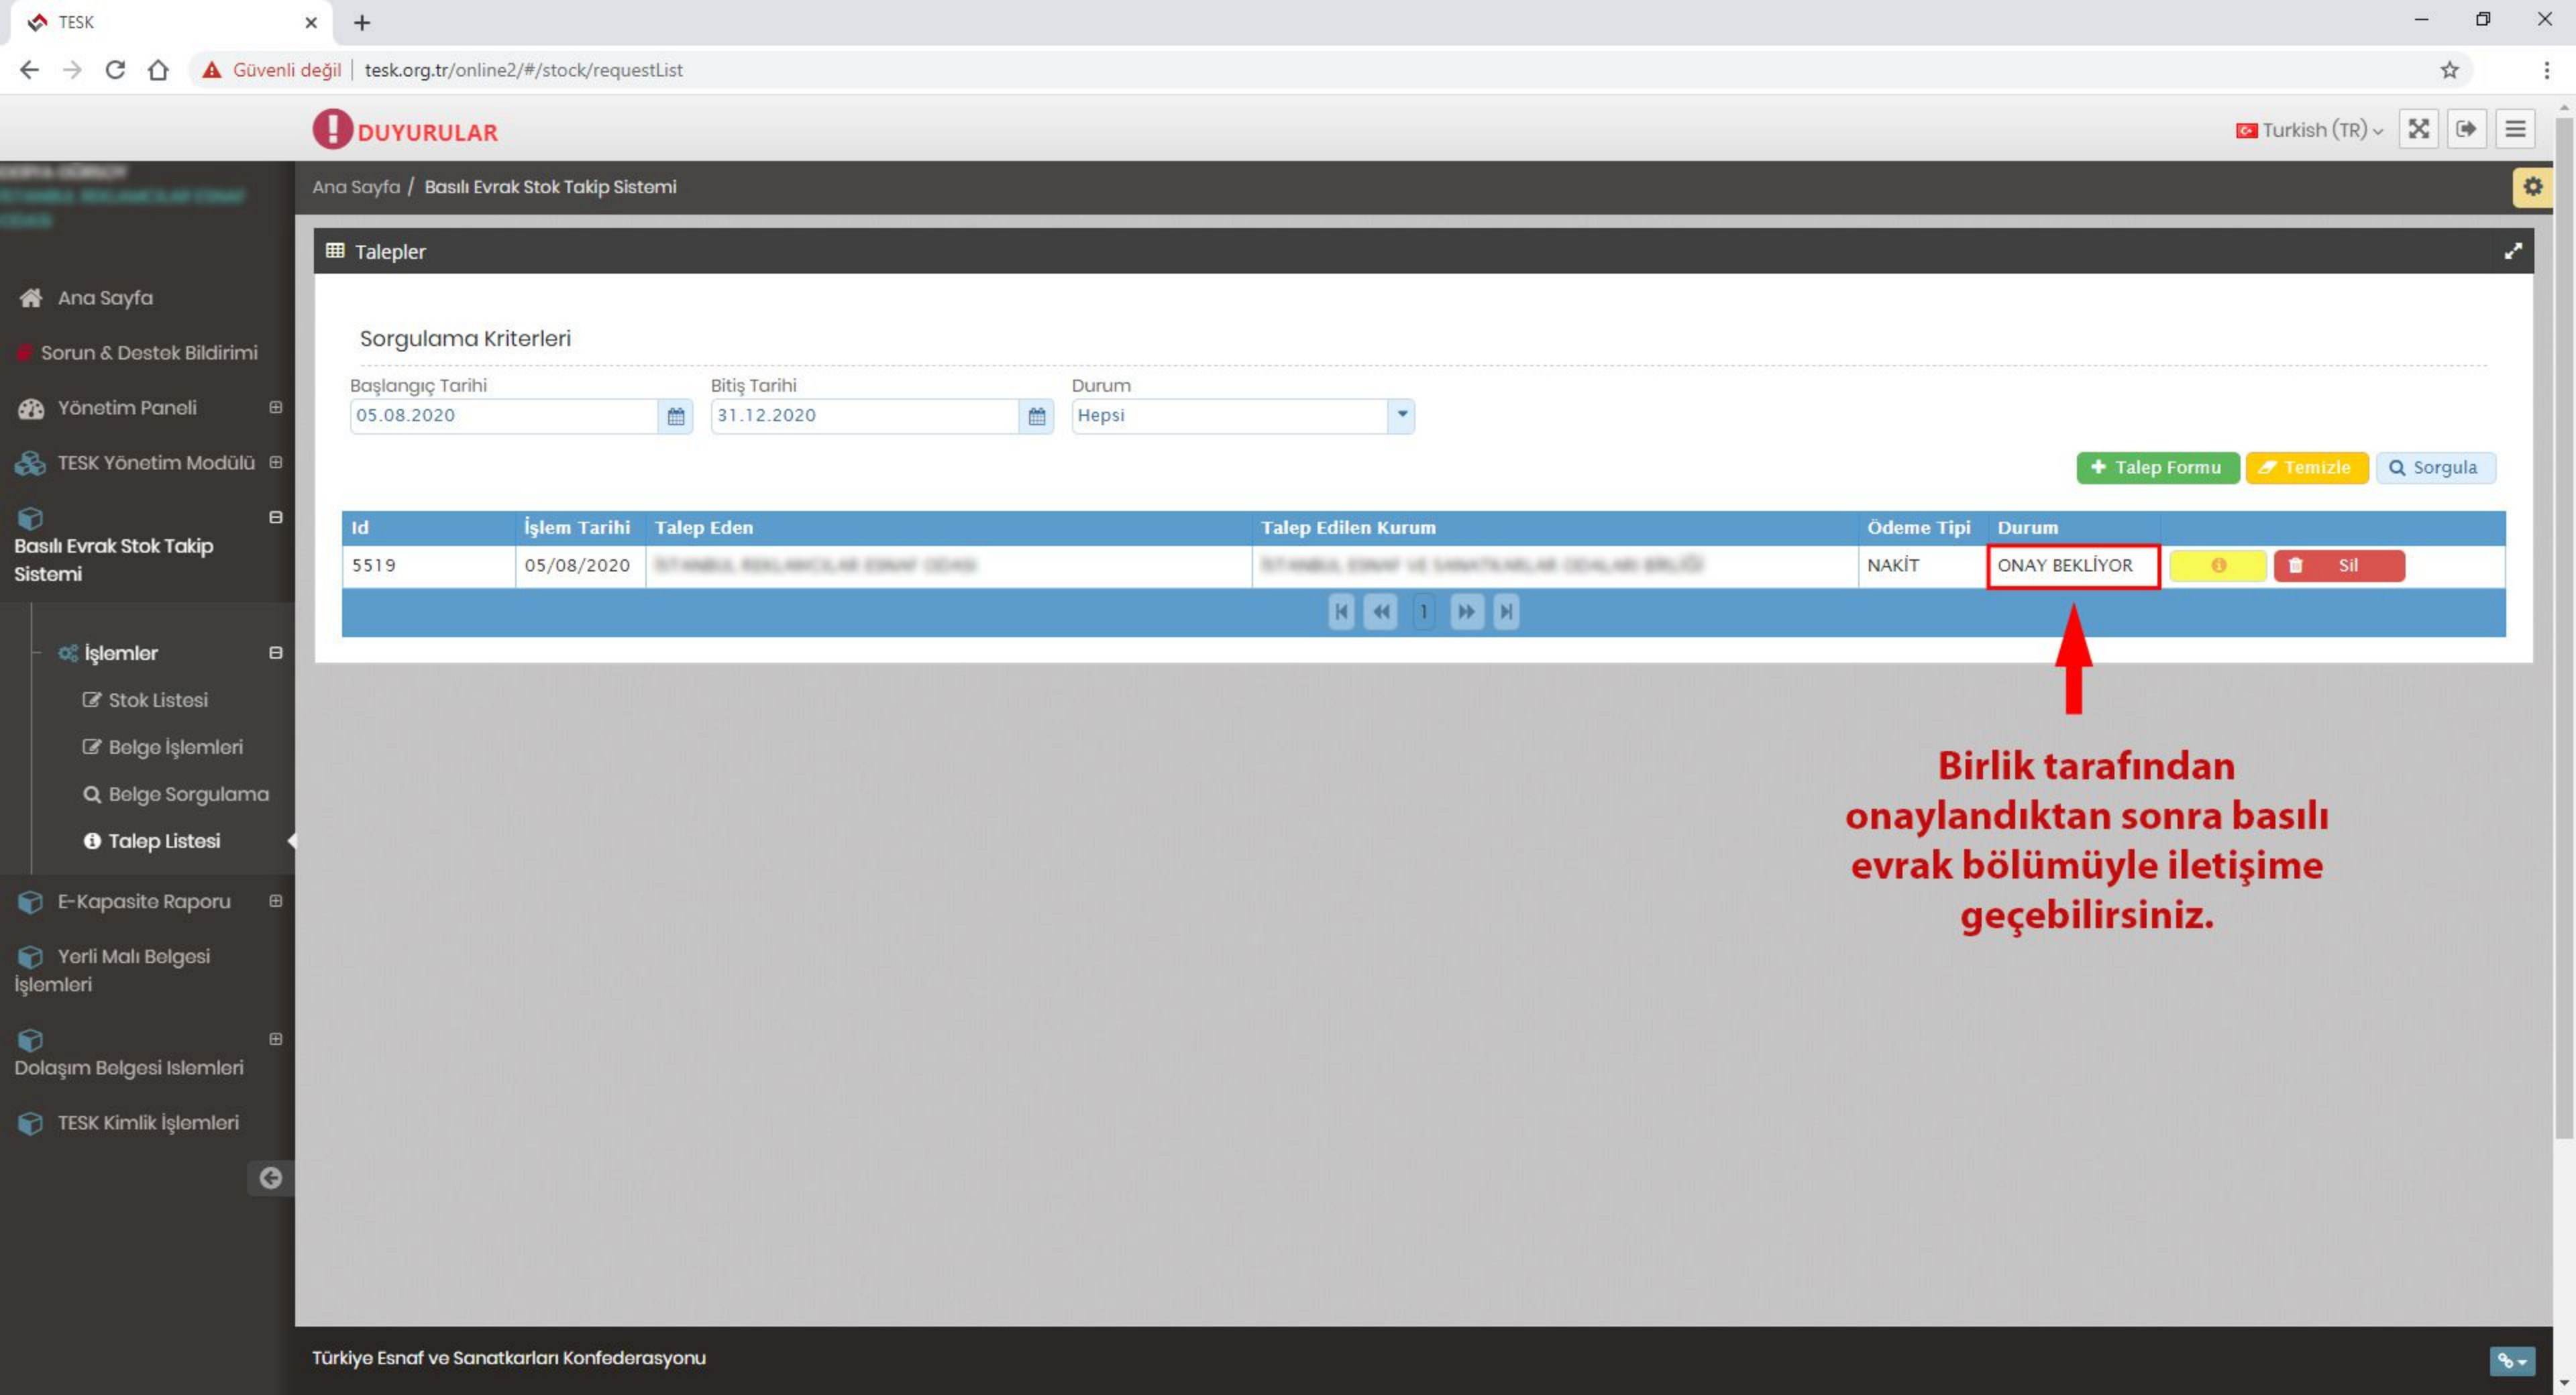 TESK
Güvenli değil | tesk.org.tr/online2/#/stock/requestList
DUYURULAR
Turkish (TR)
Ana Sayfa / Basılı Evrak Stok Takip Sistemi
Talepler
Ana Sayfa
Sorun & Destek Bildirimi
Yönetim Paneli
TESK Yönetim Modülü
Basılı Evrak Stok Takip
Sistemi
İşlemler
Stok Listesi
Belge İşlemleri
Belge Sorgulama
Talep Listesi
E-Kapasite Raporu
Yerli Malı Belgesi
İşlemleri
Dolaşım Belgesi Islemleri
TESK Kimlik İşlemleri
Sorgulama Kriterleri
Başlangıç Tarihi Bitiş Tarihi Durum
05.08.2020 31.12.2020 Hepsi
Talep Formu Temizle Sorgula
Id İşlem Tarihi Talep Eden Talep Edilen Kurum Ödeme Tipi Durum
5519 05/08/2020 NAKİT ONAY BEKLİYOR Sil
1
Birlik tarafından
onaylandıktan sonra basılı
evrak bölümüyle iletişime
geçebilirsiniz.
Türkiye Esnaf ve Sanatkarları Konfederasyonu